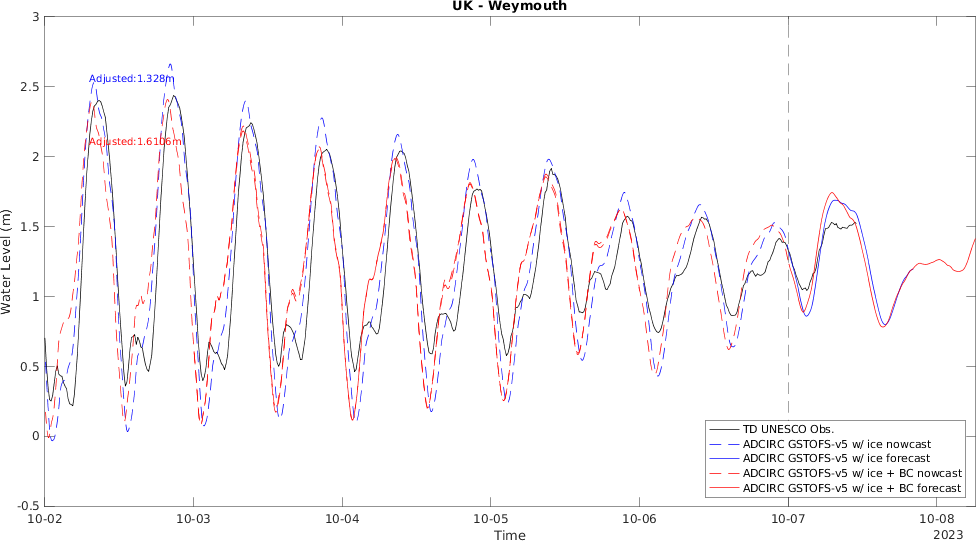 UK - Weymouth
3
2.5
2
1.5
1
0.5
0
-0.5
Water Level (m)
Adjusted:1.328m
Adjusted:1.6106m
TD UNESCO Obs.
ADCIRC GSTOFS-v5 w/ ice nowcast
ADCIRC GSTOFS-v5 w/ ice forecast
ADCIRC GSTOFS-v5 w/ ice + BC nowcast
ADCIRC GSTOFS-v5 w/ ice + BC forecast
10-02 10-03 10-04 10-05 10-06 10-07 10-08
Time
2023